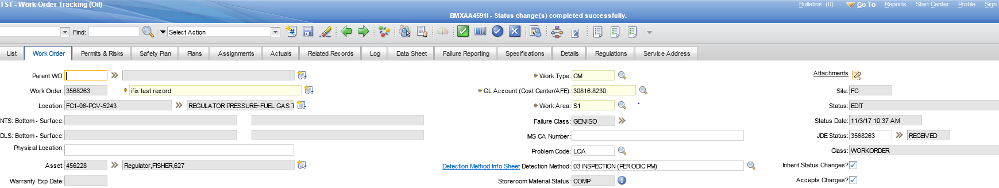 TST - Work Order Tracking (Oil)
Bulletins: (0) Go To Reports Start Center Profile Sign
BMXAA4591I - Status change(s) completed successfully.
Find: Select Action
List Work Order Permits & Risks Safety Plan Plans Assignments Actuals Related Records Log Data Sheet Failure Reporting Specifications Details Regulations Service Address
Parent WO: * Work Type: CM Attachments
Work Order: 3568263 * ifix test record * GL Account (Cost Center/AFE): 30816.8230 Site: FC
Location: FC1-06-PCV-5243 REGULATOR PRESSURE~FUEL GAS T * Work Area: S1 Status: EDIT
NTS: Bottom - Surface: Failure Class: GEN/ISO Status Date: 11/3/17 10:37 AM
DLS: Bottom - Surface: IMS CA Number: JDE Status: 3568263 RECEIVED
Physical Location: Problem Code: LOA Class: WORKORDER
Asset: 456228 Regulator,FISHER,627 Detection Method Info Sheet Detection Method: 03 INSPECTION (PERIODIC PM) Inherit Status Changes?
Warranty Exp Date: Storeroom Material Status: COMP Accepts Charges?